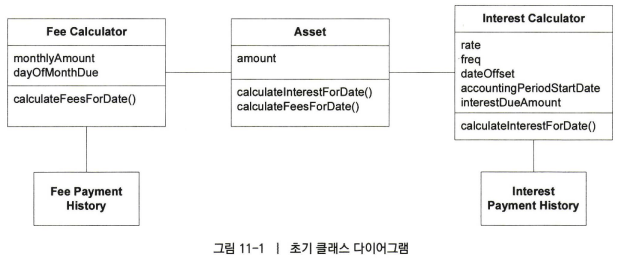 Fee Calculator
monthlyAmount
dayOfMonthDue
calculateFeesForDate()
Asset
amount
calculateInterestForDate()
calculateFeesForDate()
Interest Calculator
rate
freq
dateOffset
accountingPeriodStartDate
interestDueAmount
calculateInterestForDate()
Fee Payment
History
Interest
Payment History
그림 11-1 | 초기 클래스 다이어그램